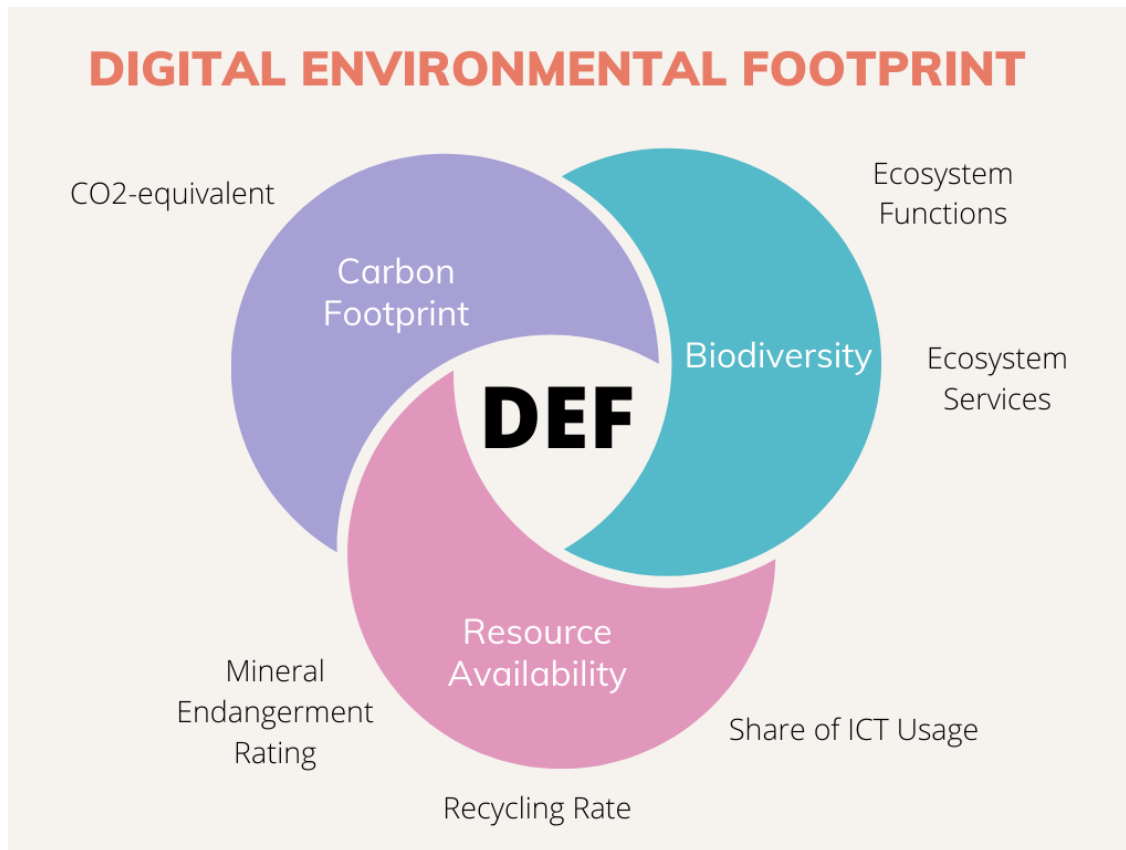 DIGITAL ENVIRONMENTAL FOOTPRINT
CO2-equivalent
Carbon
Footprint
Ecosystem
Functions
Biodiversity
Ecosystem
Services
DEF
Resource
Availability
Mineral
Endangerment
Rating
Share of ICT Usage
Recycling Rate